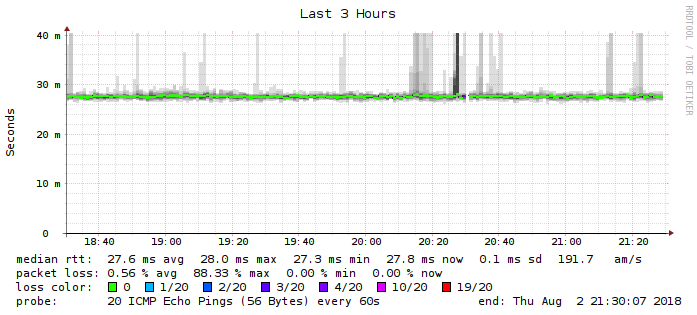 Last 3 Hours
RRDTOOL / TOBI OETIKER
Seconds
40 m
30 m
20 m
10 m
0
18:40 19:00 19:20 19:40 20:00 20:20 20:40 21:00 21:20
median rtt: 27.6 ms avg 28.0 ms max 27.3 ms min 27.8 ms now 0.1 ms sd 191.7 am/s
packet loss: 0.56 % avg 88.33 % max 0.00 % min 0.00 % now
loss color: 0 1/20 2/20 3/20 4/20 10/20 19/20
probe: 20 ICMP Echo Pings (56 Bytes) every 60s end: Thu Aug 2 21:30:07 2018